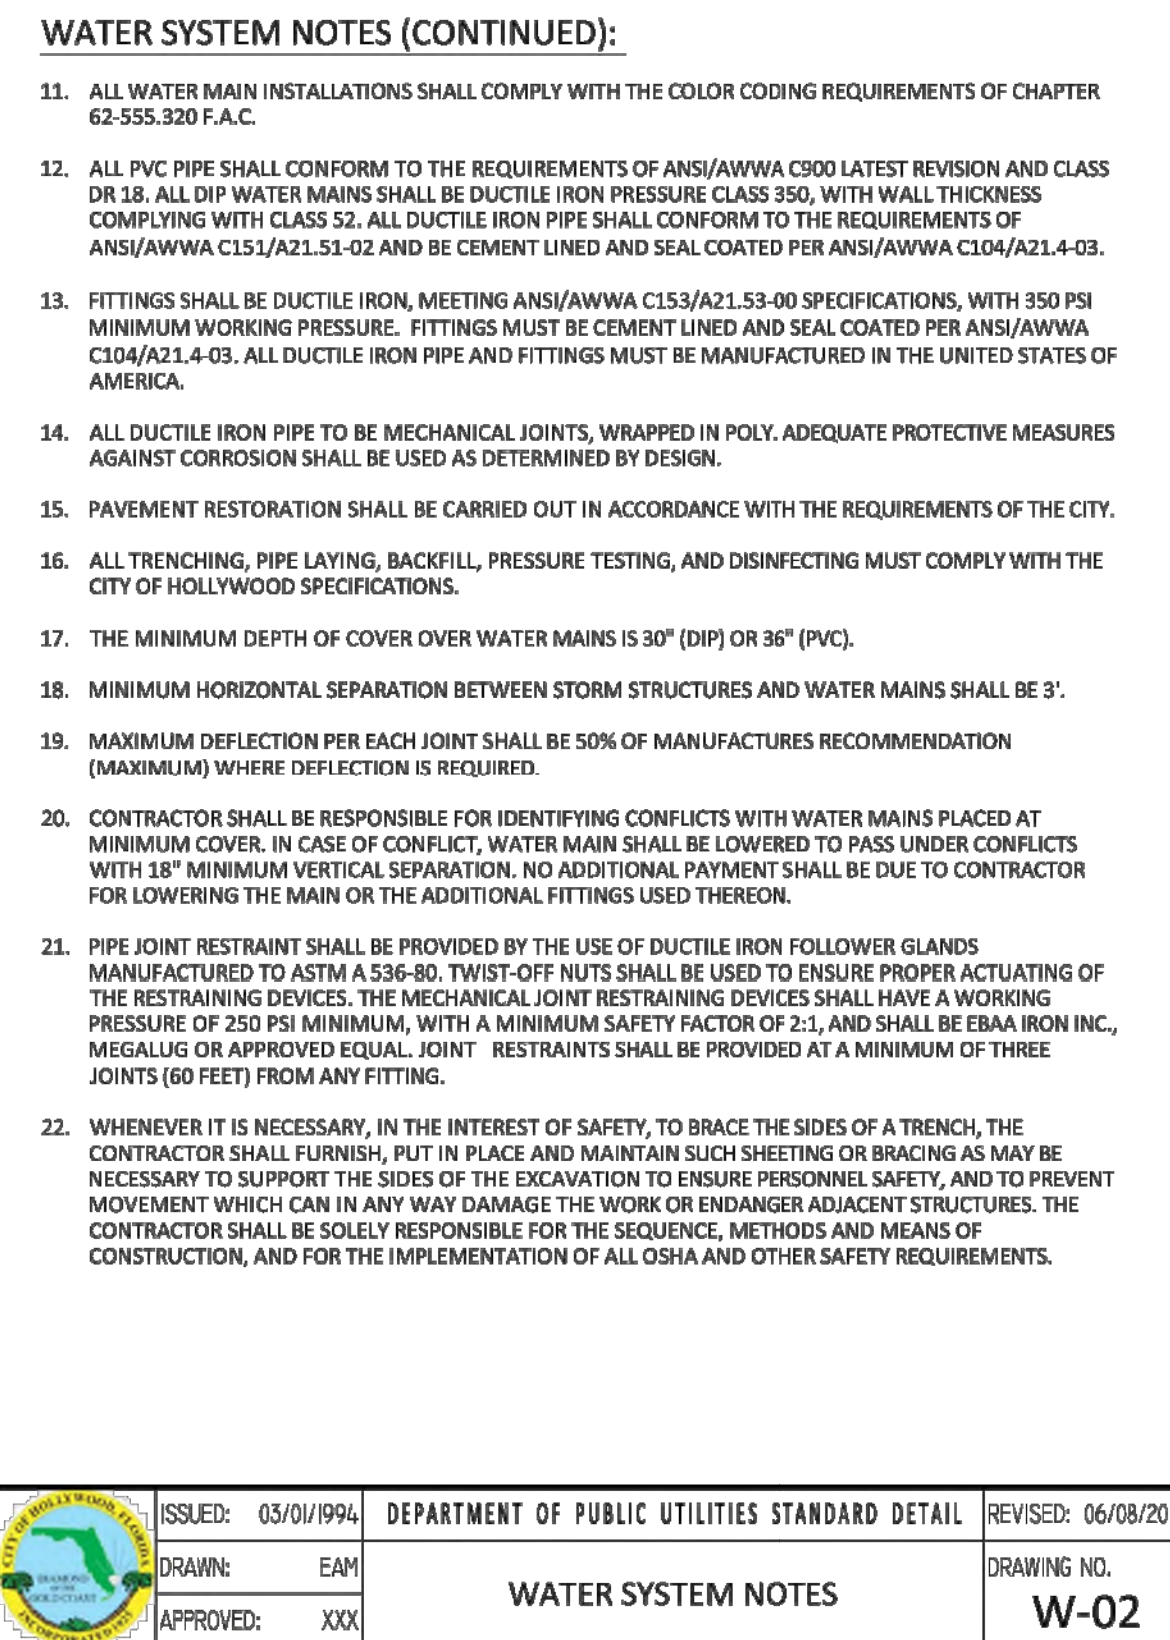 WATER SYSTEM NOTES (CONTINUED):
11. ALL WATER MAIN INSTALLATIONS SHALL COMPLY WITH THE COLOR CODING REQUIREMENTS OF CHAPTER
62-555.320 F.A.C.
12. ALL PVC PIPE SHALL CONFORM TO THE REQUIREMENTS OF ANSI/AWWA C900 LATEST REVISION AND CLASS
DR 18. ALL DIP WATER MAINS SHALL BE DUCTILE IRON PRESSURE CLASS 350, WITH WALL THICKNESS
COMPLYING WITH CLASS 52. ALL DUCTILE IRON PIPE SHALL CONFORM TO THE REQUIREMENTS OF
ANSI/AWWA C151/A21.51-02 AND BE CEMENT LINED AND SEAL COATED PER ANSI/AWWA C104/A21.4-03.
13. FITTINGS SHALL BE DUCTILE IRON, MEETING ANSI/AWWA C153/A21.53-00 SPECIFICATIONS, WITH 350 PSI
MINIMUM WORKING PRESSURE. FITTINGS MUST BE CEMENT LINED AND SEAL COATED PER ANSI/AWWA
C104/A21.4-03. ALL DUCTILE IRON PIPE AND FITTINGS MUST BE MANUFACTURED IN THE UNITED STATES OF
AMERICA.
14. ALL DUCTILE IRON PIPE TO BE MECHANICAL JOINTS, WRAPPED IN POLY. ADEQUATE PROTECTIVE MEASURES
AGAINST CORROSION SHALL BE USED AS DETERMINED BY DESIGN.
15. PAVEMENT RESTORATION SHALL BE CARRIED OUT IN ACCORDANCE WITH THE REQUIREMENTS OF THE CITY.
16. ALL TRENCHING, PIPE LAYING, BACKFILL, PRESSURE TESTING, AND DISINFECTING MUST COMPLY WITH THE
CITY OF HOLLYWOOD SPECIFICATIONS.
17. THE MINIMUM DEPTH OF COVER OVER WATER MAINS IS 30" (DIP) OR 36" (PVC).
18. MINIMUM HORIZONTAL SEPARATION BETWEEN STORM STRUCTURES AND WATER MAINS SHALL BE 3'.
19. MAXIMUM DEFLECTION PER EACH JOINT SHALL BE 50% OF MANUFACTURES RECOMMENDATION
(MAXIMUM) WHERE DEFLECTION IS REQUIRED.
20. CONTRACTOR SHALL BE RESPONSIBLE FOR IDENTIFYING CONFLICTS WITH WATER MAINS PLACED AT
MINIMUM COVER. IN CASE OF CONFLICT, WATER MAIN SHALL BE LOWERED TO PASS UNDER CONFLICTS
WITH 18" MINIMUM VERTICAL SEPARATION. NO ADDITIONAL PAYMENT SHALL BE DUE TO CONTRACTOR
FOR LOWERING THE MAIN OR THE ADDITIONAL FITTINGS USED THEREON.
21. PIPE JOINT RESTRAINT SHALL BE PROVIDED BY THE USE OF DUCTILE IRON FOLLOWER GLANDS
MANUFACTURED TO ASTM A 536-80. TWIST-OFF NUTS SHALL BE USED TO ENSURE PROPER ACTUATING OF
THE RESTRAINING DEVICES. THE MECHANICAL JOINT RESTRAINING DEVICES SHALL HAVE A WORKING
PRESSURE OF 250 PSI MINIMUM, WITH A MINIMUM SAFETY FACTOR OF 2:1, AND SHALL BE EBAA IRON INC.,
MEGALUG OR APPROVED EQUAL. JOINT RESTRAINTS SHALL BE PROVIDED AT A MINIMUM OF THREE
JOINTS (60 FEET) FROM ANY FITTING.
22. WHENEVER IT IS NECESSARY, IN THE INTEREST OF SAFETY, TO BRACE THE SIDES OF A TRENCH, THE
CONTRACTOR SHALL FURNISH, PUT IN PLACE AND MAINTAIN SUCH SHEETING OR BRACING AS MAY BE
NECESSARY TO SUPPORT THE SIDES OF THE EXCAVATION TO ENSURE PERSONNEL SAFETY, AND TO PREVENT
MOVEMENT WHICH CAN IN ANY WAY DAMAGE THE WORK OR ENDANGER ADJACENT STRUCTURES. THE
CONTRACTOR SHALL BE SOLELY RESPONSIBLE FOR THE SEQUENCE, METHODS AND MEANS OF
CONSTRUCTION, AND FOR THE IMPLEMENTATION OF ALL OSHA AND OTHER SAFETY REQUIREMENTS.
CITY OF HOLLYWOOD, FLORIDA
DIAMOND
OF THE
GOLD COAST
INCORPORATED 1925
ISSUED: 03/01/1994
DRAWN: EAM
APPROVED: XXX
DEPARTMENT OF PUBLIC UTILITIES STANDARD DETAIL
WATER SYSTEM NOTES
REVISED: 06/08/20
DRAWING NO.
W-02